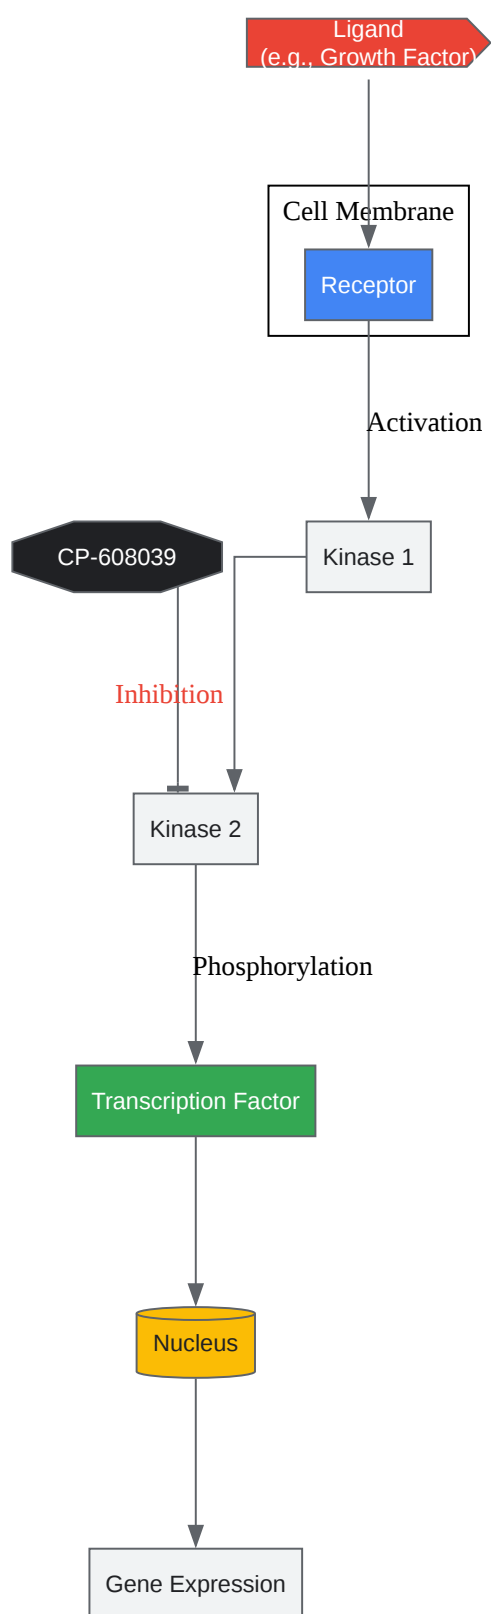 Ligand
(e.g., Growth Factor)
Cell Membrane
Receptor
Activation
CP-608039
Kinase 1
Inhibition
Kinase 2
Phosphorylation
Transcription Factor
Nucleus
Gene Expression